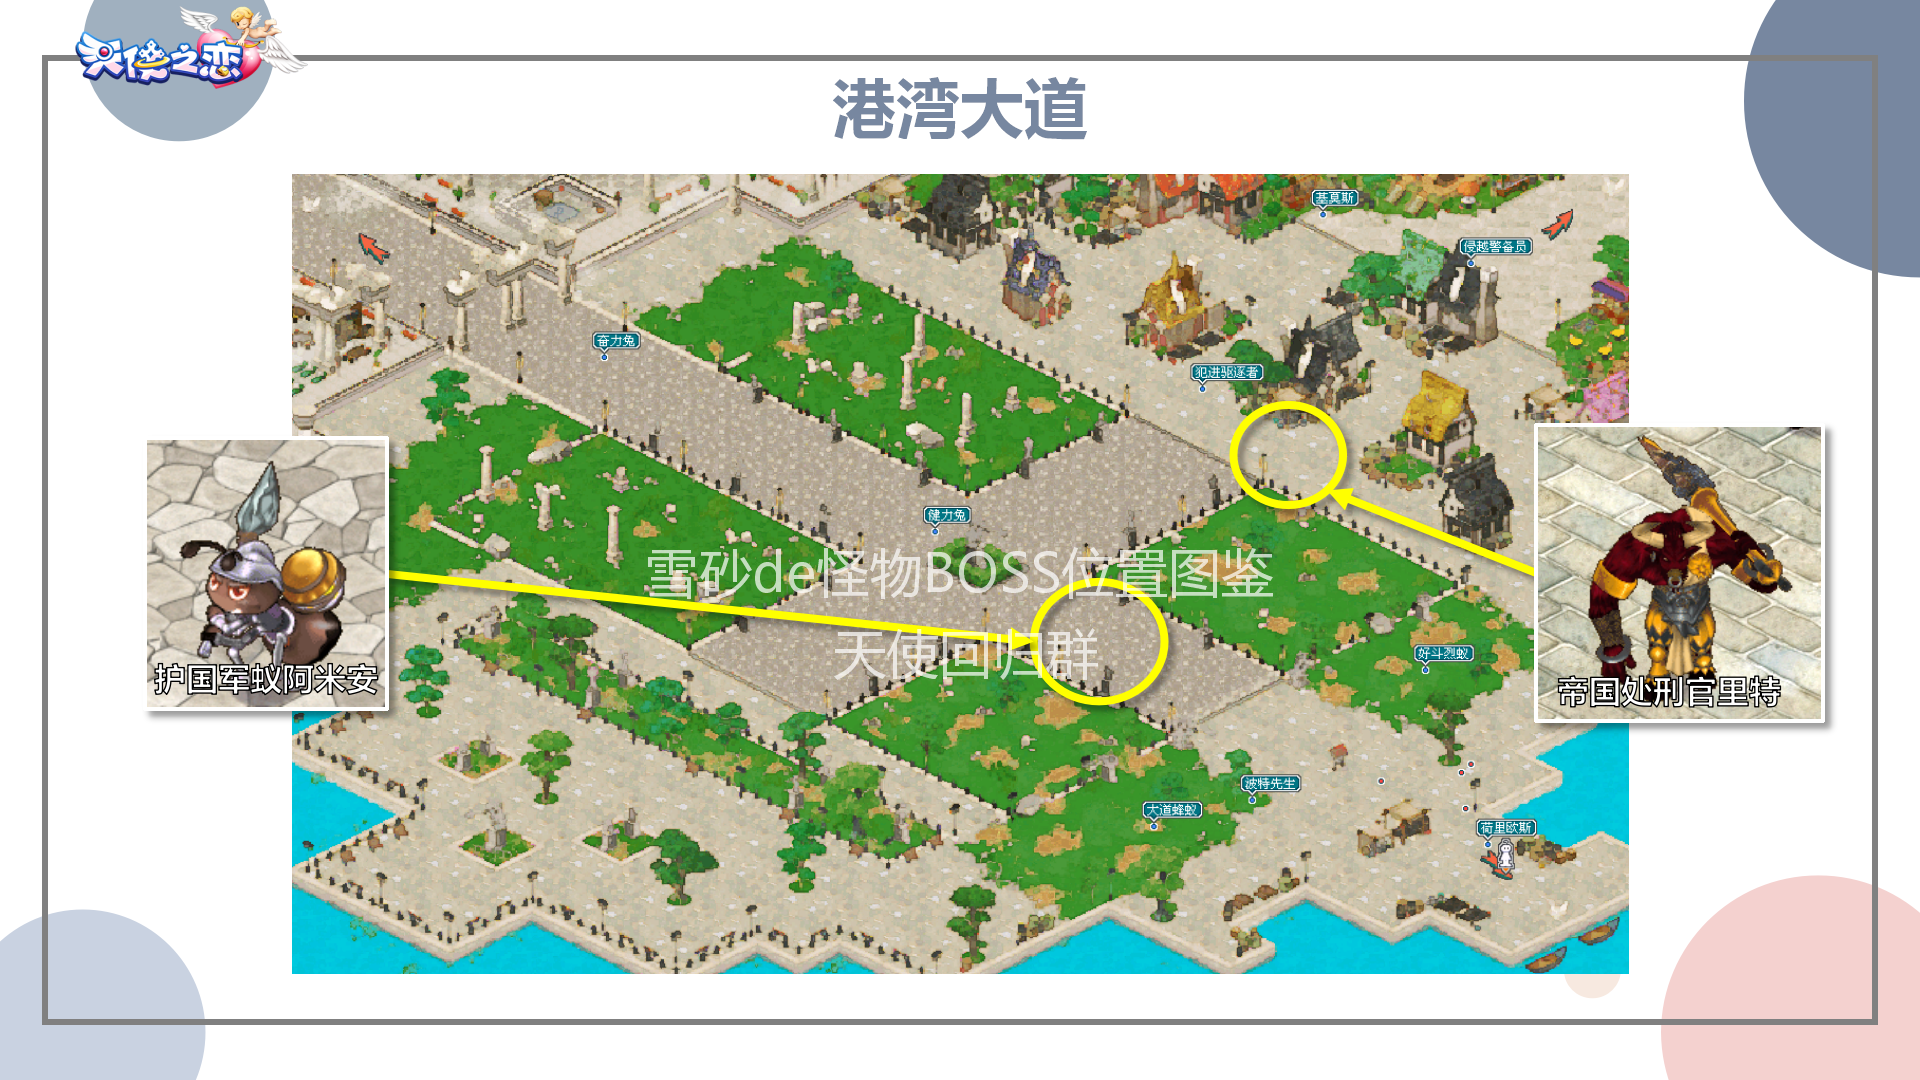 天使之恋
港湾大道
基莫斯
侵越警备员
奋力兔
犯进驱逐者
健力兔
雪砂de怪物BOSS位置图鉴
天使回归群
好斗烈蚁
护国军蚁阿米安
帝国处刑官里特
波特先生
大道蜂蚁
荷里欧斯